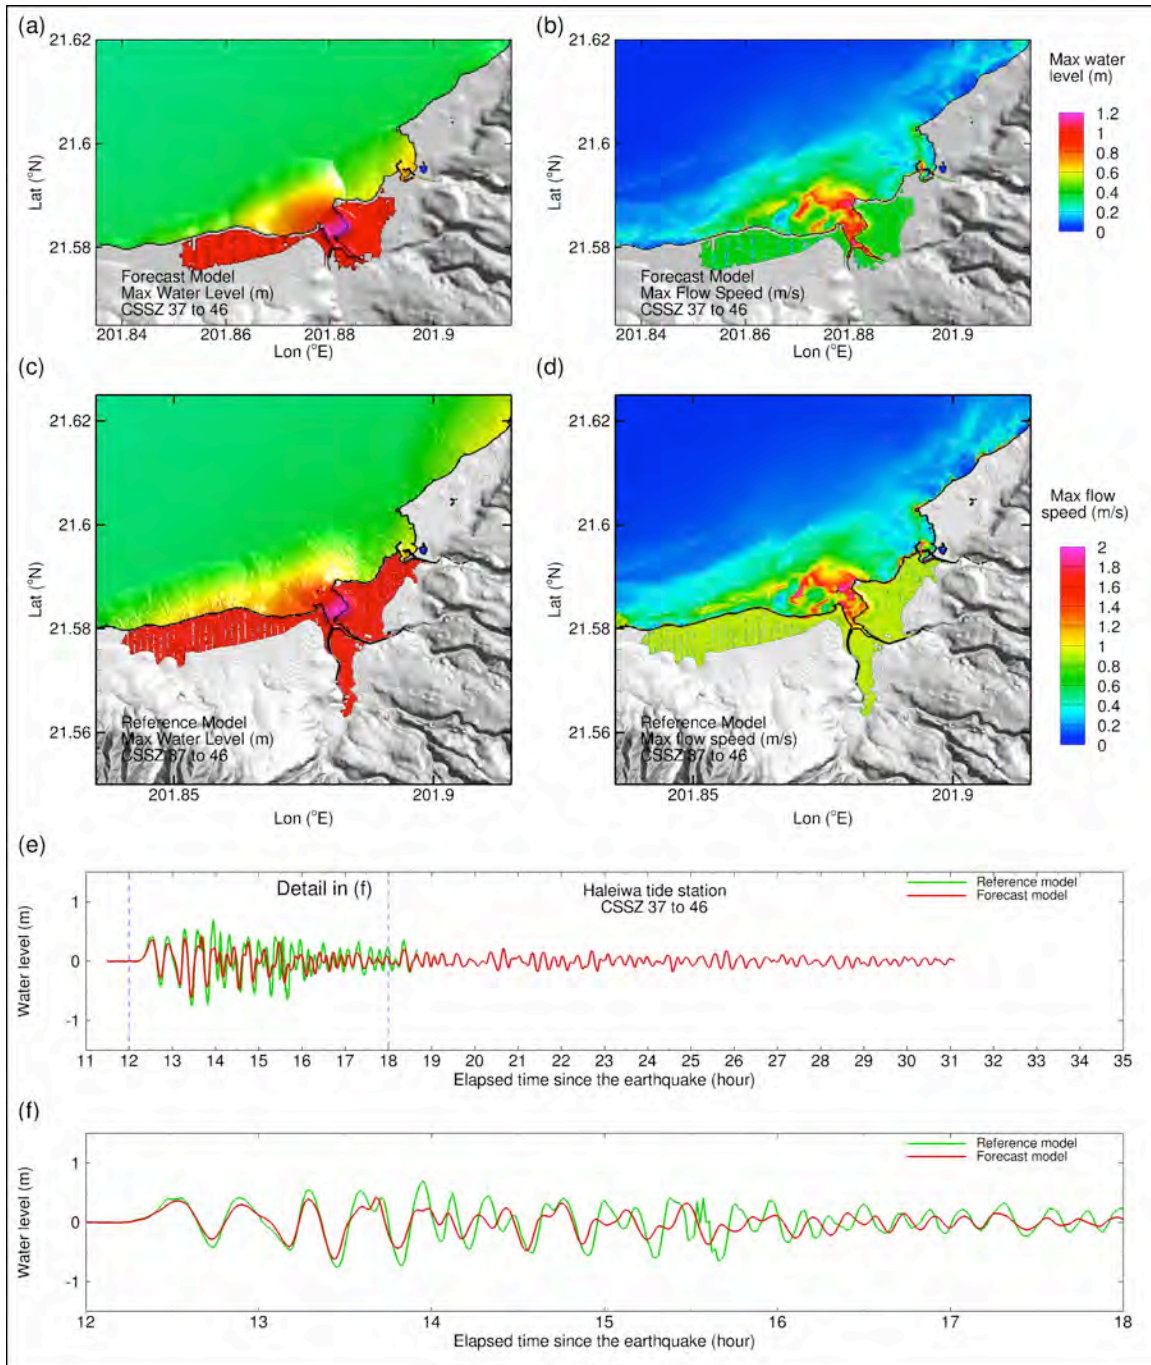 (a)
21.62
21.6
21.58
Lat (°N)
Forecast Model
Max Water Level (m)
CSSZ 37 to 46
201.84
201.86
201.88
201.9
Lon (°E)
(b)
21.62
21.6
21.58
Lat (°N)
Forecast Model
Max Flow Speed (m/s)
CSSZ 37 to 46
201.84
201.86
201.88
201.9
Lon (°E)
Max water
level (m)
1.2
1
0.8
0.6
0.4
0.2
0
(c)
21.62
21.6
21.58
21.56
Lat (°N)
Reference Model
Max Water Level (m)
CSSZ 37 to 46
201.85
201.9
Lon (°E)
(d)
21.62
21.6
21.58
21.56
Lat (°N)
Reference Model
Max flow speed (m/s)
CSSZ 37 to 46
201.85
201.9
Lon (°E)
Max flow
speed (m/s)
2
1.8
1.6
1.4
1.2
1
0.8
0.6
0.4
0.2
0
(e)
Detail in (f)
Haleiwa tide station
CSSZ 37 to 46
Reference model
Forecast model
Water level (m)
1
0
-1
11 12 13 14 15 16 17 18 19 20 21 22 23 24 25 26 27 28 29 30 31 33 35
Elapsed time since the earthquake (hour)
(f)
Reference model
Forecast model
Water level (m)
1
0
-1
12 13 14 15 16 17 18
Elapsed time since the earthquake (hour)